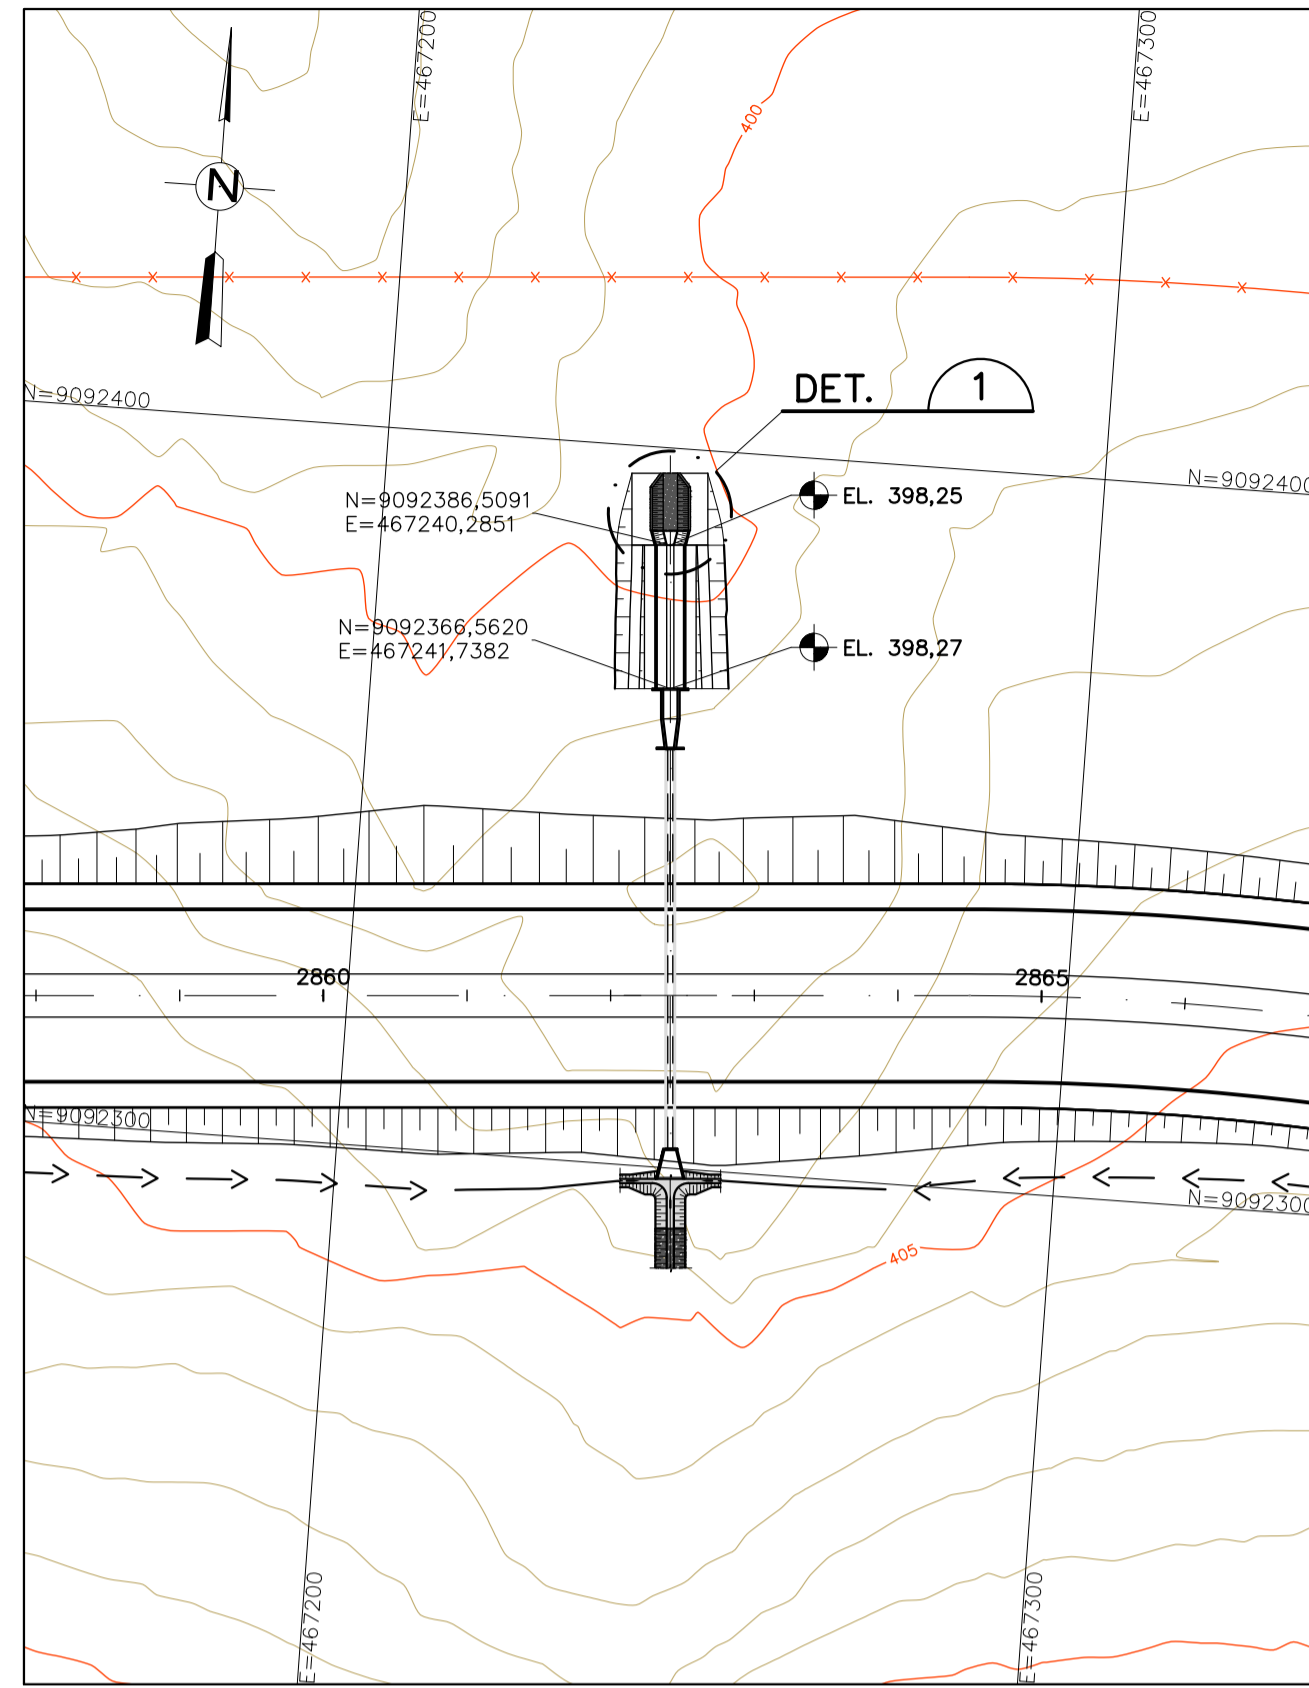 E=467200
E=467300
400
N
N=9092400
DET. 1
N=9092400
N=9092386,5091
E=467240,2851
EL. 398,25
N=9092366,5620
E=467241,7382
EL. 398,27
2860
2865
N=9092300
N=9092300
405
E=467200
E=467300